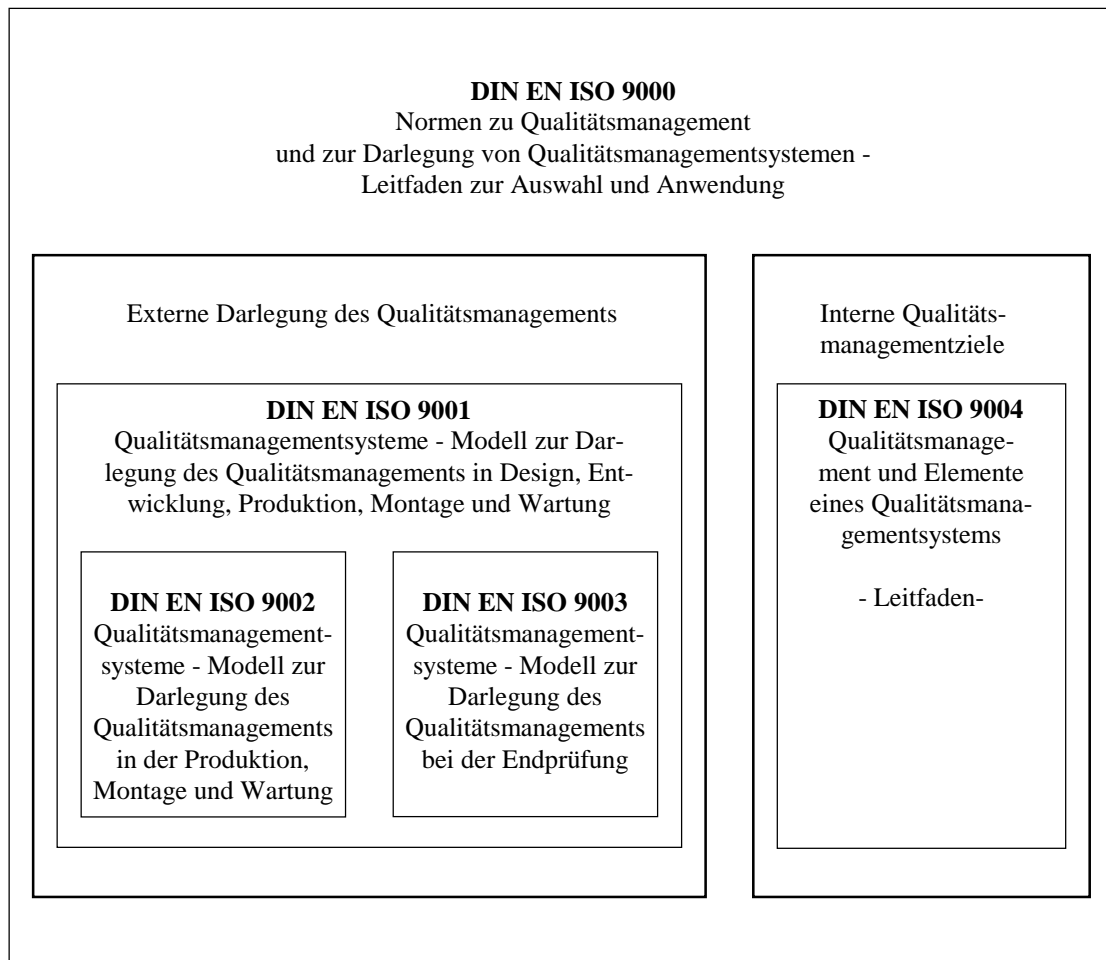 DIN EN ISO 9000
Normen zu Qualitätsmanagement
und zur Darlegung von Qualitätsmanagementsystemen -
Leitfaden zur Auswahl und Anwendung
Externe Darlegung des Qualitätsmanagements
DIN EN ISO 9001
Qualitätsmanagementsysteme - Modell zur Dar-
legung des Qualitätsmanagements in Design, Ent-
wicklung, Produktion, Montage und Wartung
DIN EN ISO 9002
Qualitätsmanagement-
systeme - Modell zur
Darlegung des
Qualitätsmanagements
in der Produktion,
Montage und Wartung
DIN EN ISO 9003
Qualitätsmanagement-
systeme - Modell zur
Darlegung des
Qualitätsmanagements
bei der Endprüfung
Interne Qualitäts-
managementziele
DIN EN ISO 9004
Qualitätsmanage-
ment und Elemente
eines Qualitätsmana-
gementsystems
- Leitfaden-